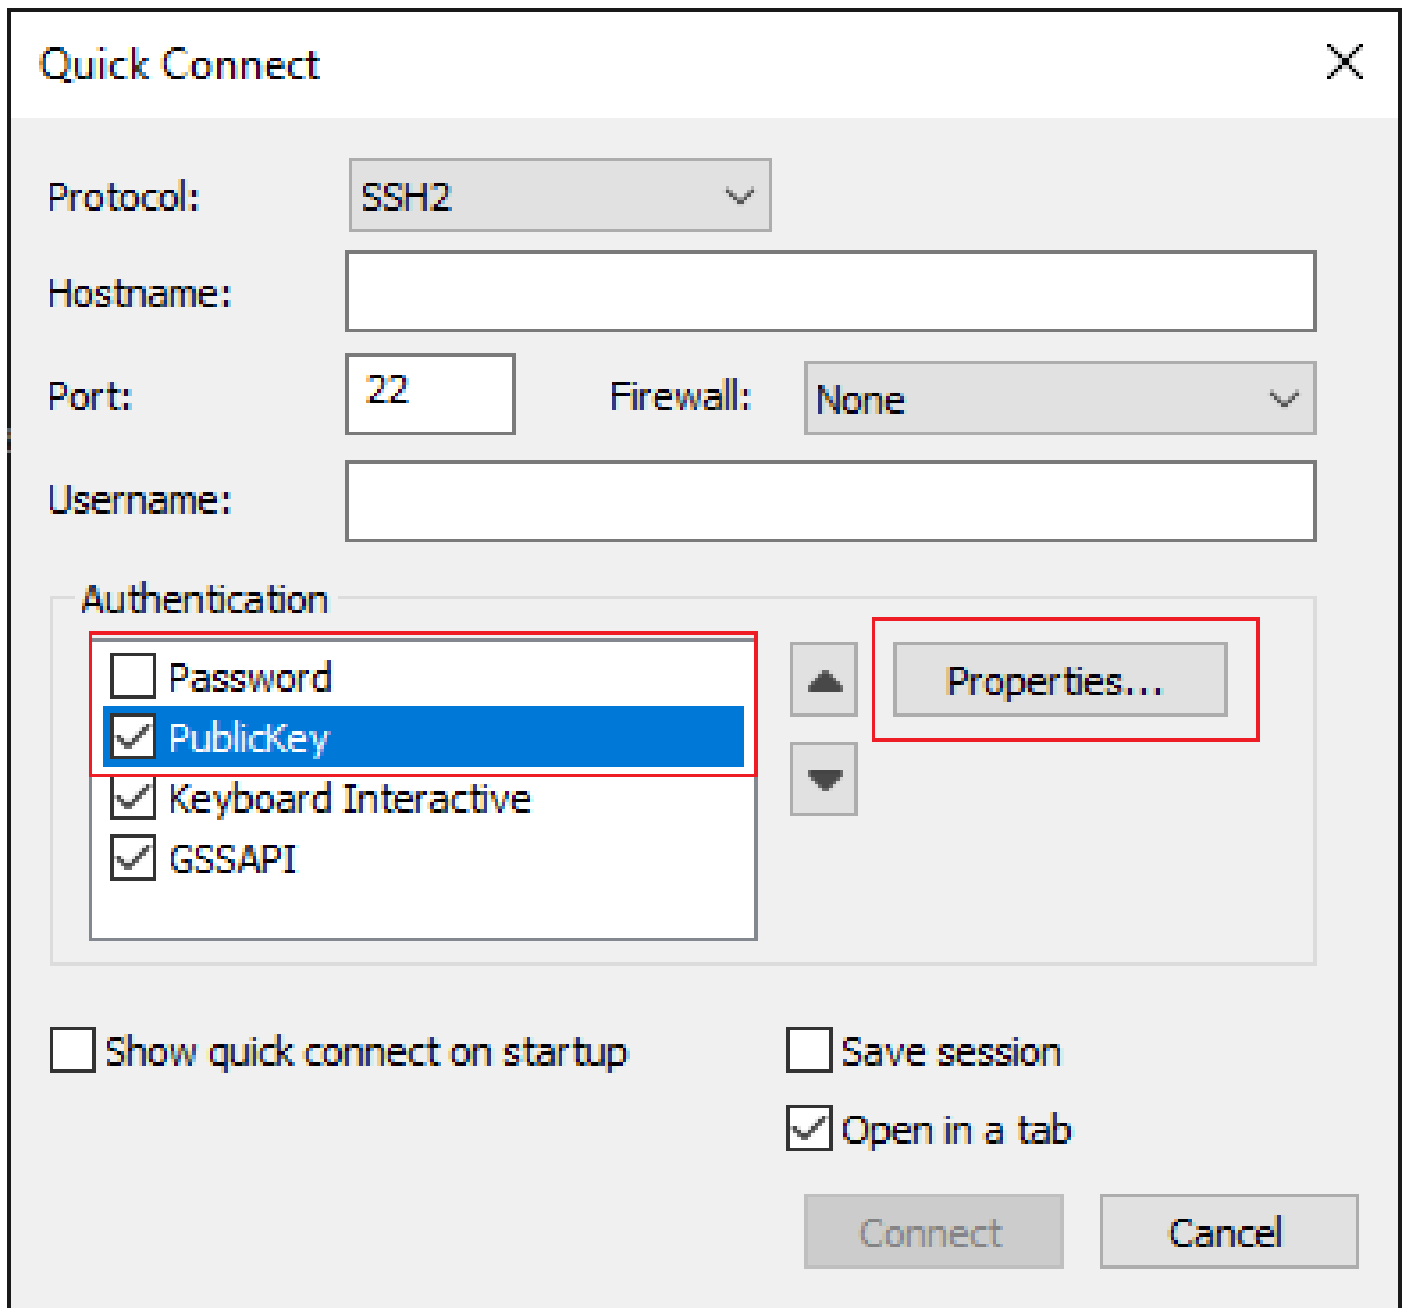 Quick Connect
Protocol: SSH2
Hostname:
Port: 22 Firewall: None
Username:
Authentication
Password
PublicKey
Keyboard Interactive
GSSAPI
Properties...
Show quick connect on startup
Save session
Open in a tab
Connect Cancel